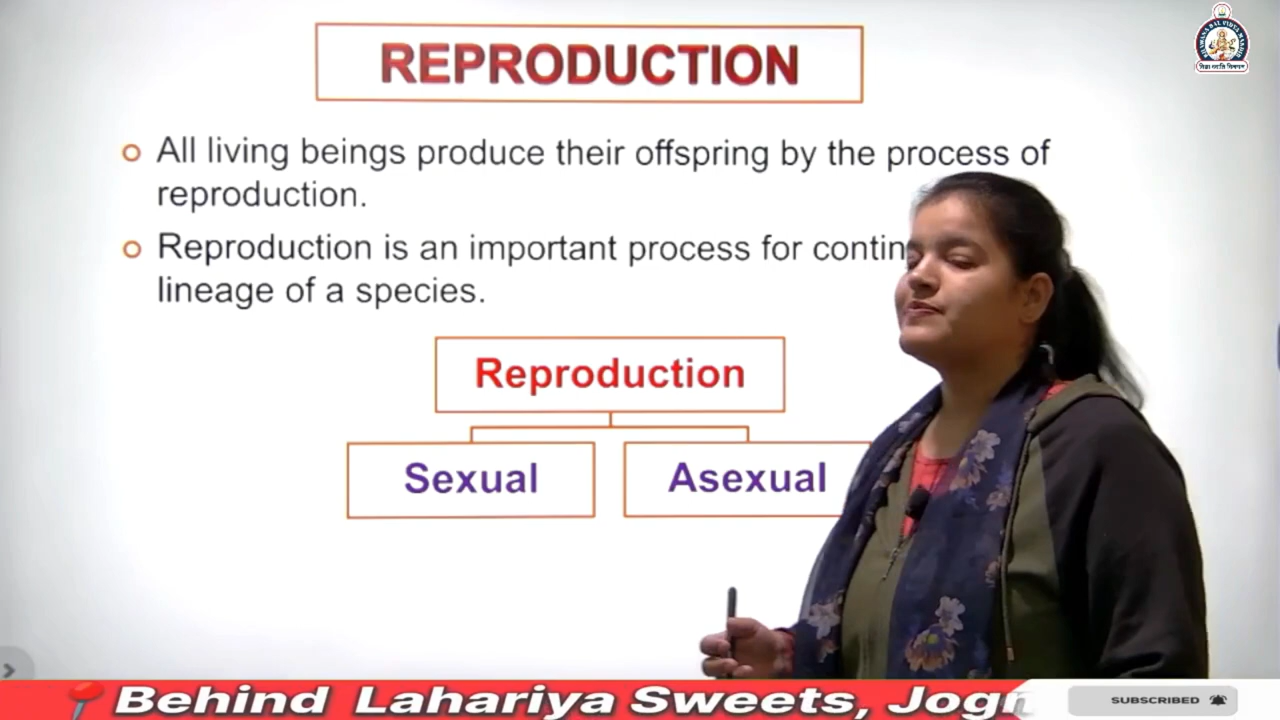 REPRODUCTION
All living beings produce their offspring by the process of
reproduction.
Reproduction is an important process for contin
lineage of a species.
Reproduction
Sexual
Asexual
Behind Lahariya Sweets, Jogn
SUBSCRIBED